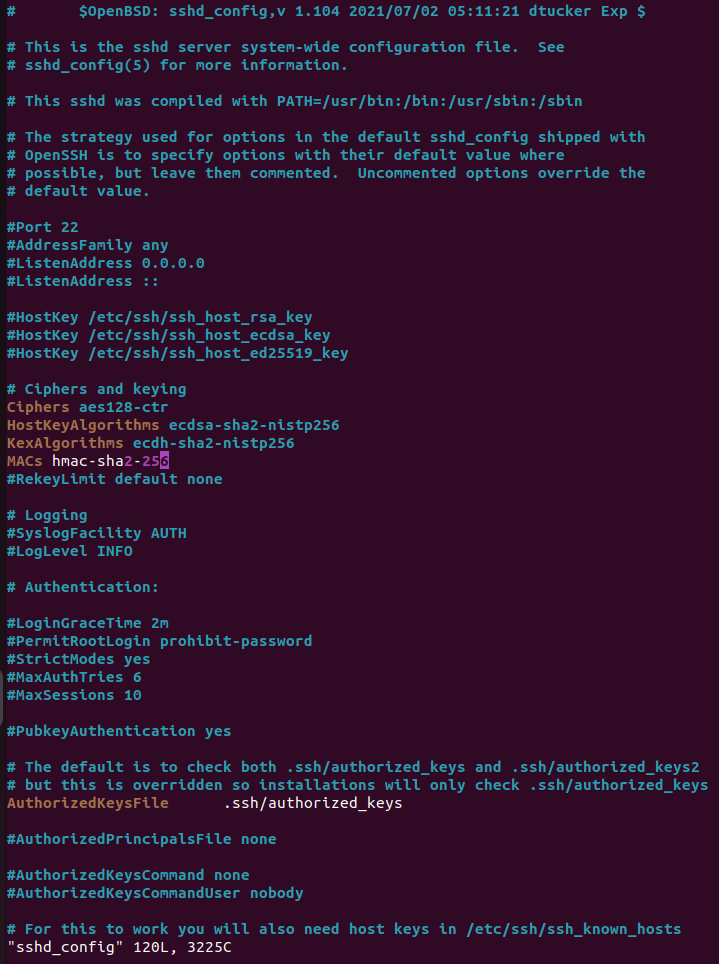 #       $OpenBSD: sshd_config,v 1.104 2021/07/02 05:11:21 dtucker Exp $
# This is the sshd server system-wide configuration file.  See
# sshd_config(5) for more information.
# This sshd was compiled with PATH=/usr/bin:/bin:/usr/sbin:/sbin
# The strategy used for options in the default sshd_config shipped with
# OpenSSH is to specify options with their default value where
# possible, but leave them commented.  Uncommented options override the
# default value.
#Port 22
#AddressFamily any
#ListenAddress 0.0.0.0
#ListenAddress ::
#HostKey /etc/ssh/ssh_host_rsa_key
#HostKey /etc/ssh/ssh_host_ecdsa_key
#HostKey /etc/ssh/ssh_host_ed25519_key
# Ciphers and keying
Ciphers aes128-ctr
HostKeyAlgorithms ecdsa-sha2-nistp256
KexAlgorithms ecdh-sha2-nistp256
MACs hmac-sha2-256
#RekeyLimit default none
# Logging
#SyslogFacility AUTH
#LogLevel INFO
# Authentication:
#LoginGraceTime 2m
#PermitRootLogin prohibit-password
#StrictModes yes
#MaxAuthTries 6
#MaxSessions 10
#PubkeyAuthentication yes
# The default is to check both .ssh/authorized_keys and .ssh/authorized_keys2
# but this is overridden so installations will only check .ssh/authorized_keys
AuthorizedKeysFile      .ssh/authorized_keys
#AuthorizedPrincipalsFile none
#AuthorizedKeysCommand none
#AuthorizedKeysCommandUser nobody
# For this to work you will also need host keys in /etc/ssh/ssh_known_hosts
"sshd_config" 120L, 3225C